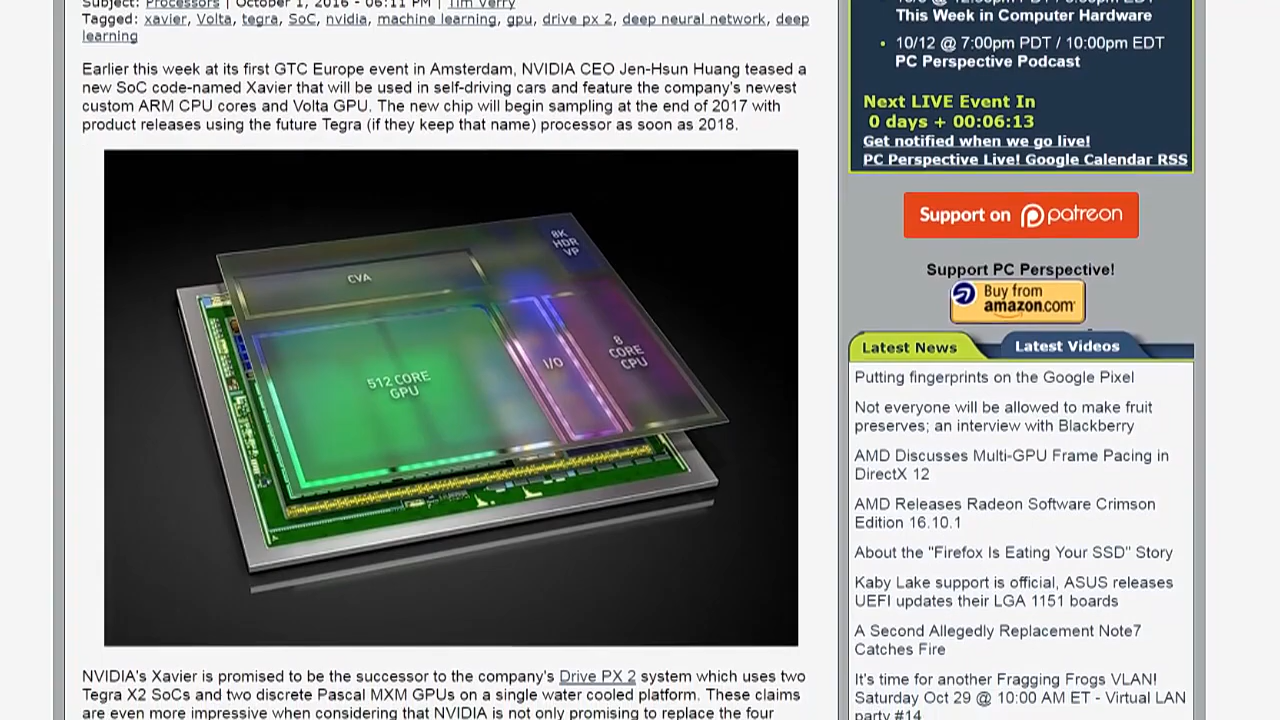 Subject: Processors | October 1, 2016 - 06:11 PM | Tim Verry
Tagged: xavier, Volta, tegra, SoC, nvidia, machine learning, gpu, drive px 2, deep neural network, deep
learning
Earlier this week at its first GTC Europe event in Amsterdam, NVIDIA CEO Jen-Hsun Huang teased a
new SoC code-named Xavier that will be used in self-driving cars and feature the company's newest
custom ARM CPU cores and Volta GPU. The new chip will begin sampling at the end of 2017 with
product releases using the future Tegra (if they keep that name) processor as soon as 2018.
8K
HDR
VP
CVA
512 CORE
GPU
I/O
8
CORE
CPU
NVIDIA's Xavier is promised to be the successor to the company's Drive PX 2 system which uses two
Tegra X2 SoCs and two discrete Pascal MXM GPUs on a single water cooled platform. These claims
are even more impressive when considering that NVIDIA is not only promising to replace the four
This Week in Computer Hardware
10/12 @ 7:00pm PDT / 10:00pm EDT
PC Perspective Podcast
Next LIVE Event In
0 days + 00:06:13
Get notified when we go live!
PC Perspective Live! Google Calendar RSS
Support on patreon
Support PC Perspective!
Buy from
amazon.com
Latest News
Latest Videos
Putting fingerprints on the Google Pixel
Not everyone will be allowed to make fruit
preserves; an interview with Blackberry
AMD Discusses Multi-GPU Frame Pacing in
DirectX 12
AMD Releases Radeon Software Crimson
Edition 16.10.1
About the "Firefox Is Eating Your SSD" Story
Kaby Lake support is official, ASUS releases
UEFI updates their LGA 1151 boards
A Second Allegedly Replacement Note7
Catches Fire
It's time for another Fragging Frogs VLAN!
Saturday Oct 29 @ 10:00 AM ET - Virtual LAN
party #14